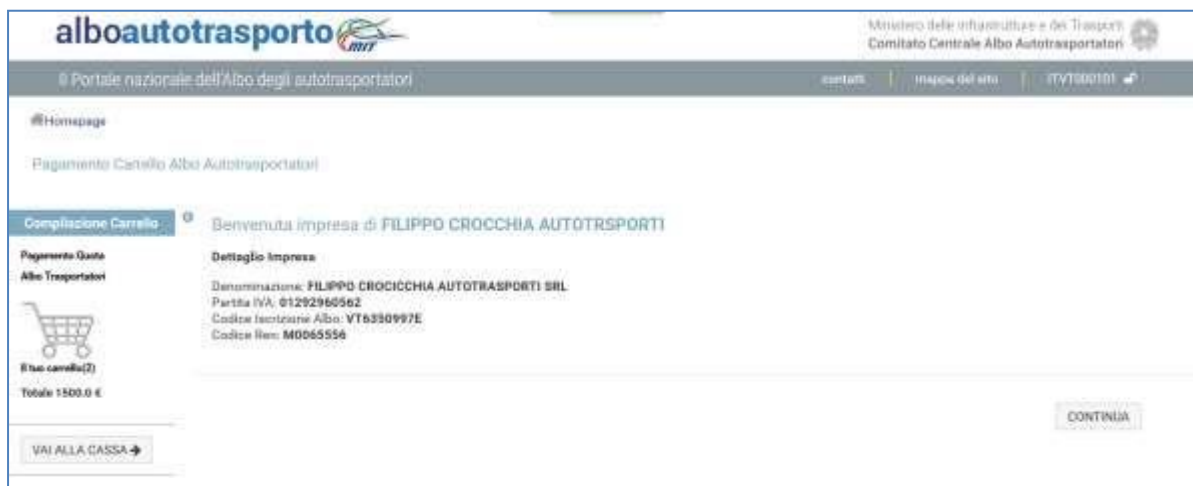 alboautotrasporto
mit
Ministero delle Infrastrutture e dei Trasporti
Comitato Centrale Albo Autotrasportatori
Il Portale nazionale dell'Albo degli autotrasportatori
contatti | mappa del sito | ITVT000101
Homepage
Pagamento Carrello Albo Autotrasportatori
Compilazione Carrello
Benvenuta impresa di FILIPPO CROCCHIA AUTOTRSPORTI
Pagamento Quota
Albo Trasportatori
Dettaglio Impresa
Denominazione: FILIPPO CROCICCHIA AUTOTRASPORTI SRL
Partita IVA: 01292960562
Codice Iscrizione Albo: VT6350997E
Codice Ren: M0065556
Il tuo carrello(2)
Totale 1500.0 €
CONTINUA
VAI ALLA CASSA